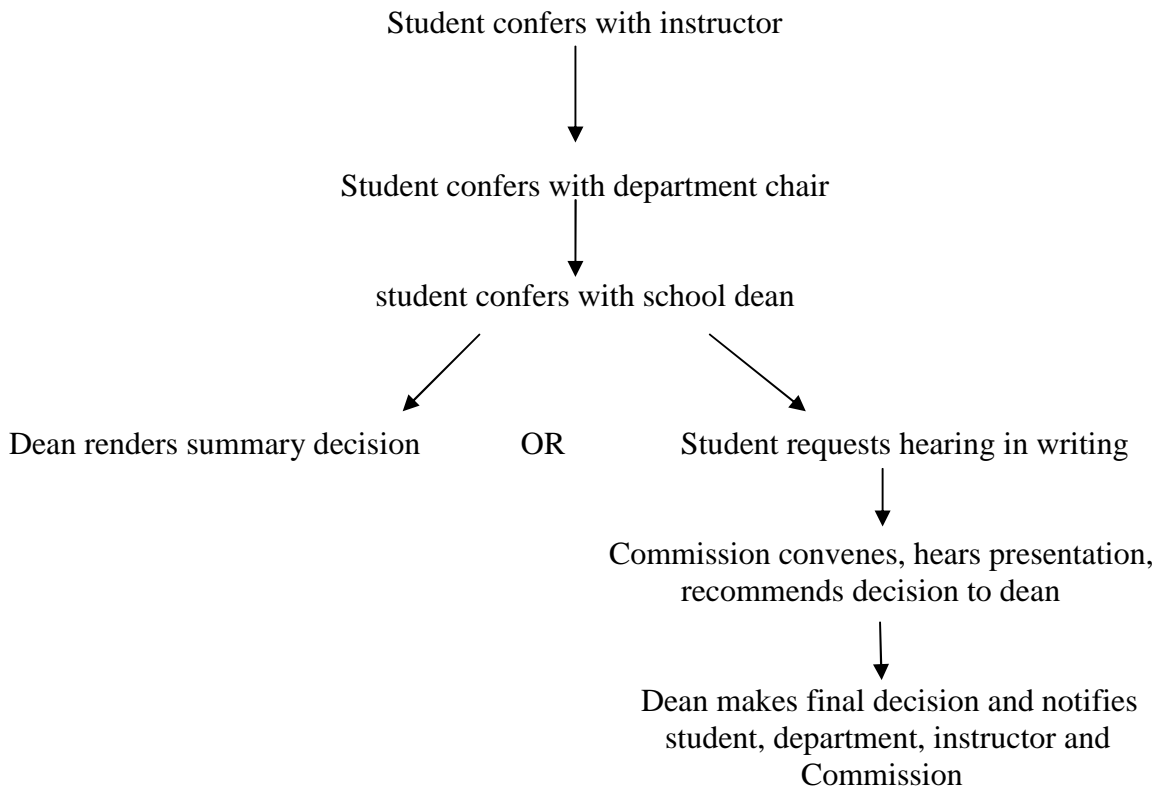 Student confers with instructor
Student confers with department chair
student confers with school dean
Dean renders summary decision OR Student requests hearing in writing
Commission convenes, hears presentation,
recommends decision to dean
Dean makes final decision and notifies
student, department, instructor and
Commission